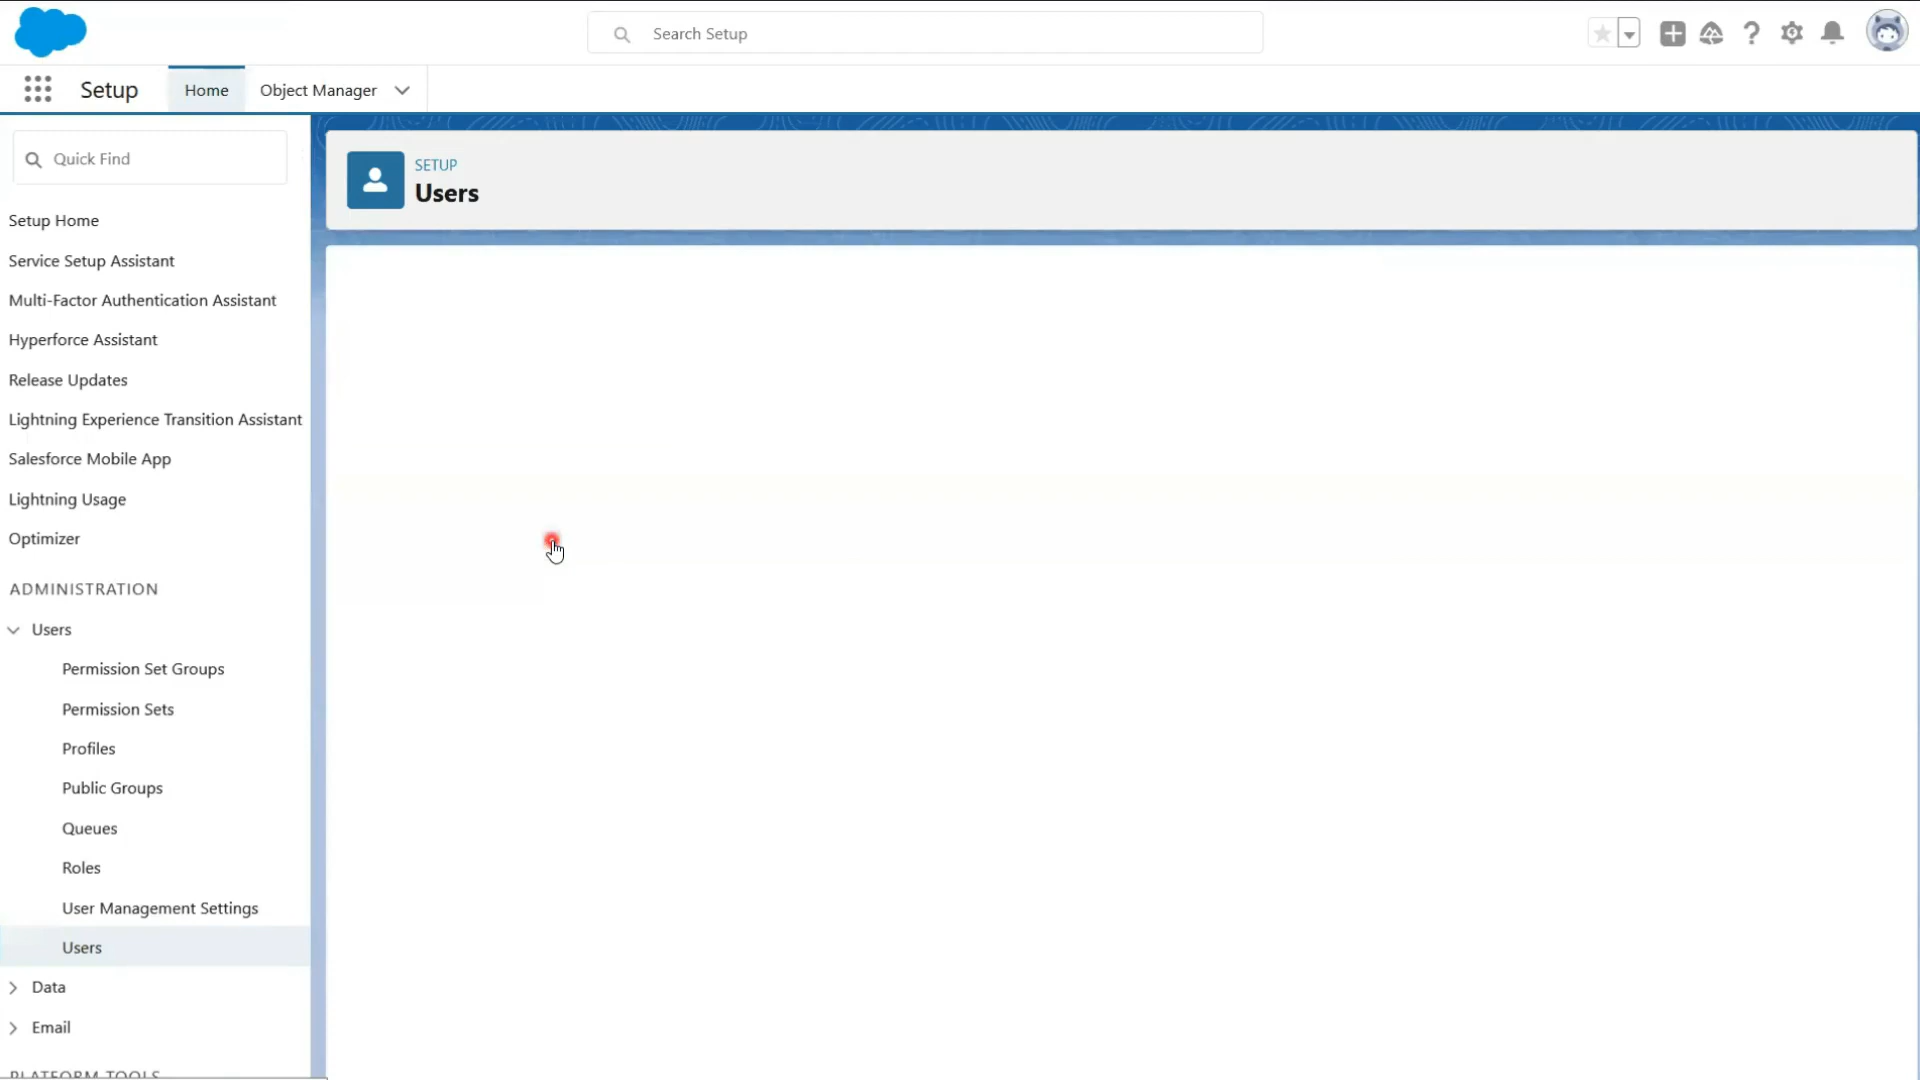 Search Setup
Setup
Home
Object Manager
Quick Find
SETUP
Users
Setup Home
Service Setup Assistant
Multi-Factor Authentication Assistant
Hyperforce Assistant
Release Updates
Lightning Experience Transition Assistant
Salesforce Mobile App
Lightning Usage
Optimizer
ADMINISTRATION
Users
Permission Set Groups
Permission Sets
Profiles
Public Groups
Queues
Roles
User Management Settings
Users
Data
Email
PLATFORM TOOLS